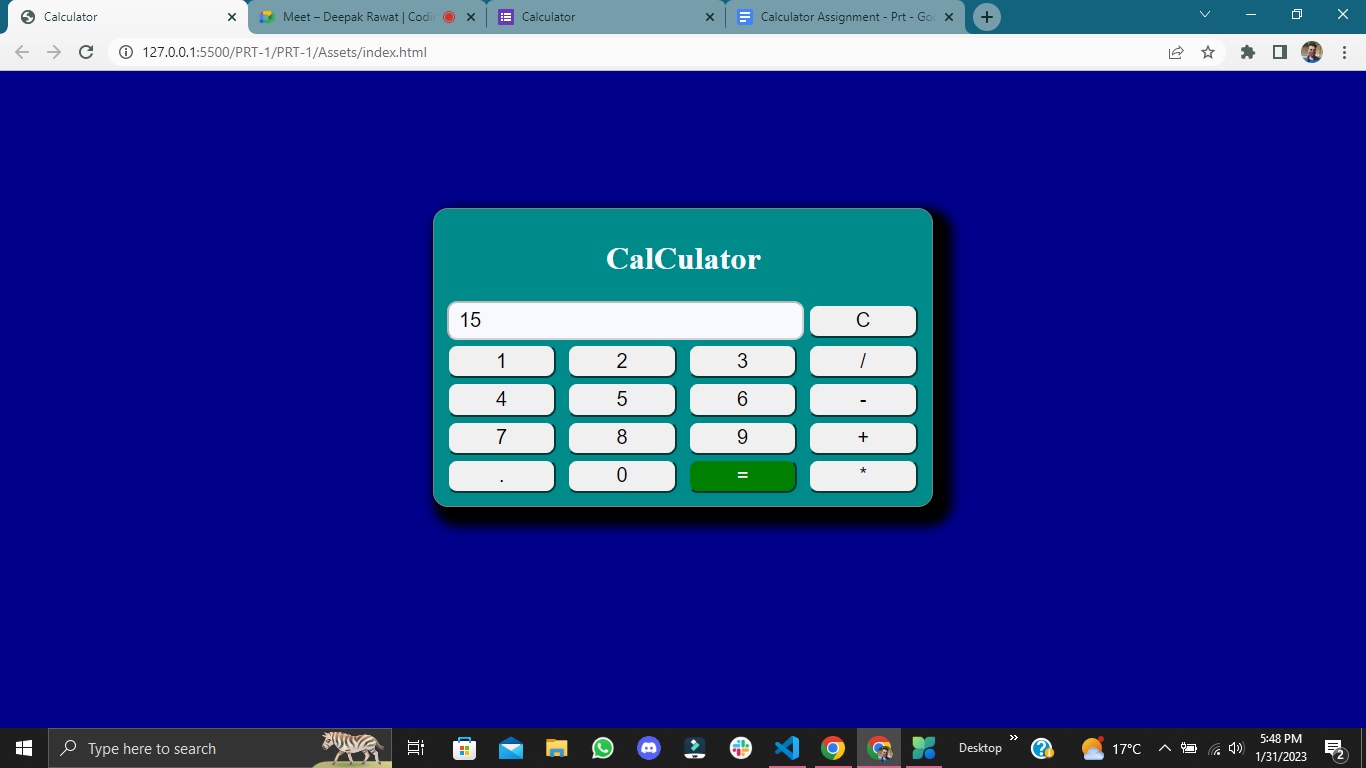 Calculator
Meet – Deepak Rawat | Codi
Calculator
Calculator Assignment - Prt - Goo
127.0.0.1:5500/PRT-1/PRT-1/Assets/index.html
CalCulator
15 C
1 2 3 /
4 5 6 -
7 8 9 +
. 0 = *
Type here to search
Desktop
17°C
5:48 PM
1/31/2023
2